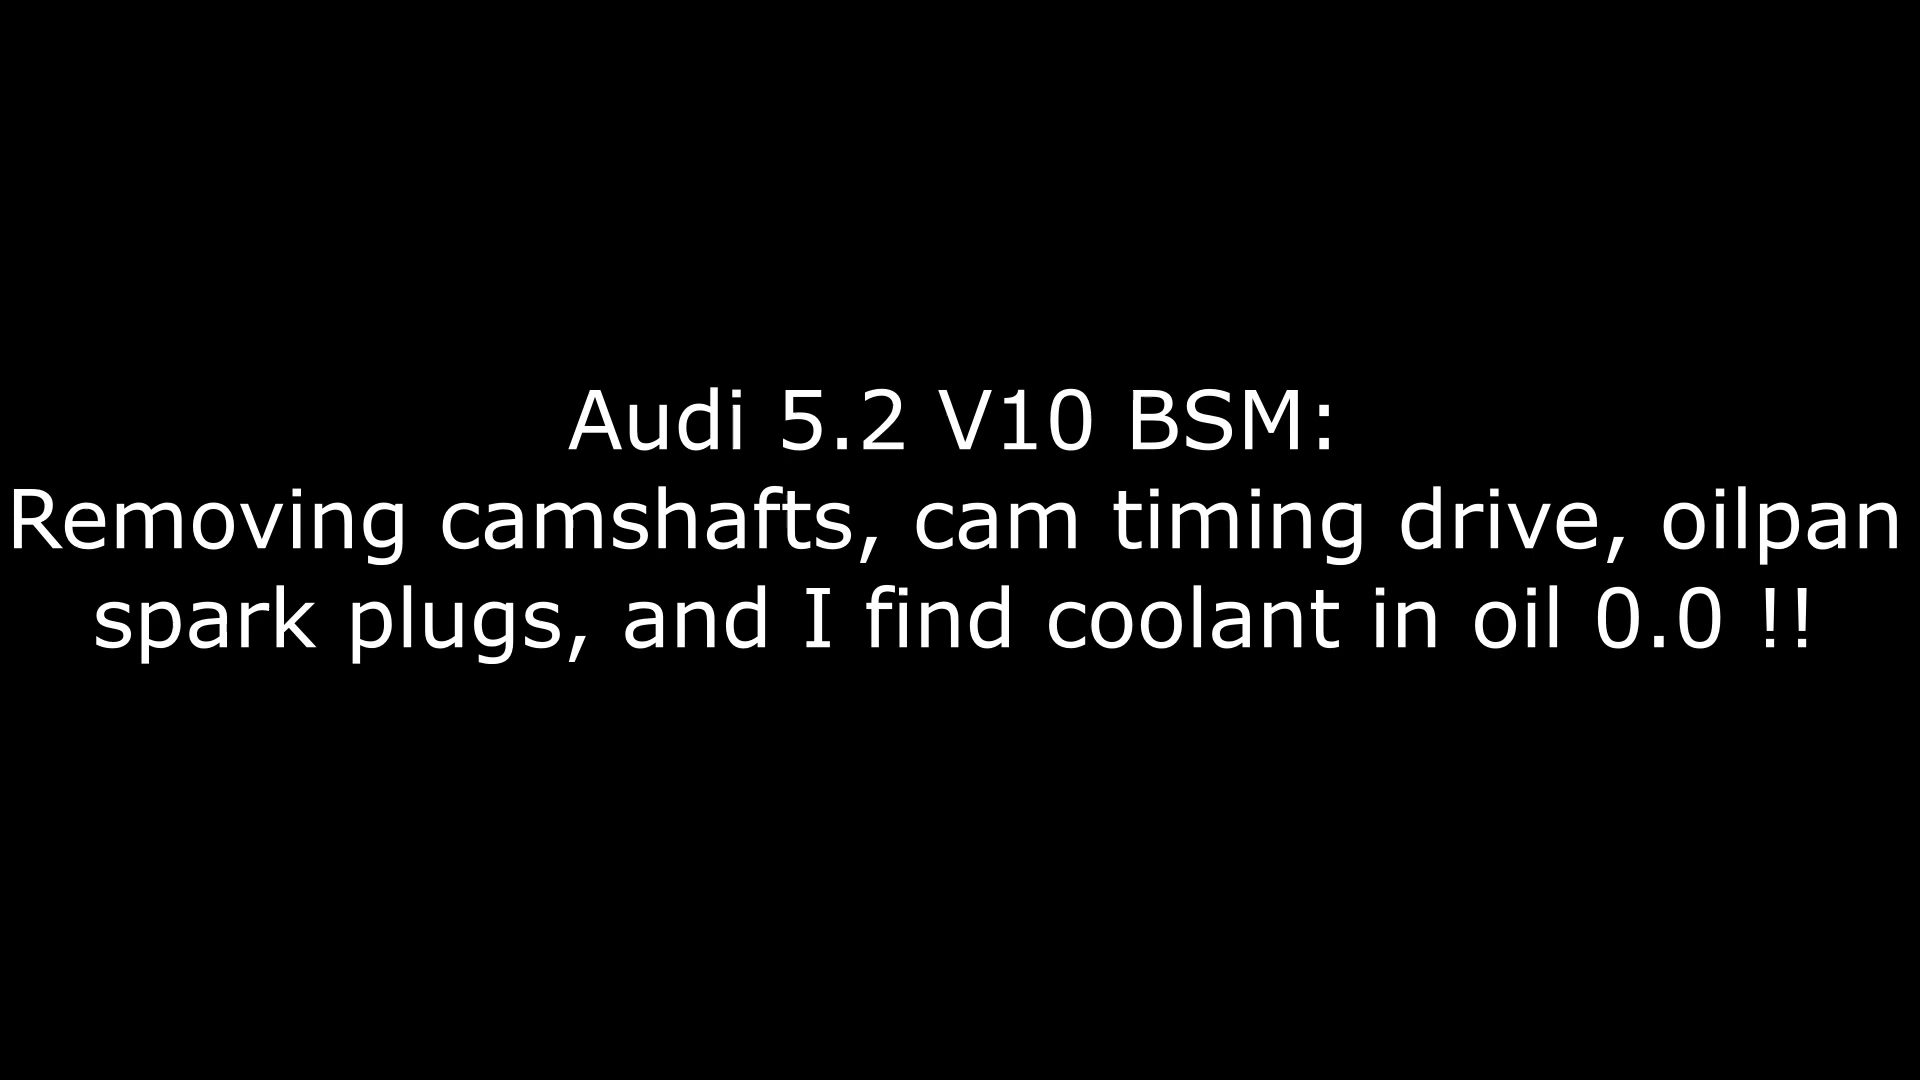 Audi 5.2 V10 BSM:
Removing camshafts, cam timing drive, oilpan
spark plugs, and I find coolant in oil 0.0 !!